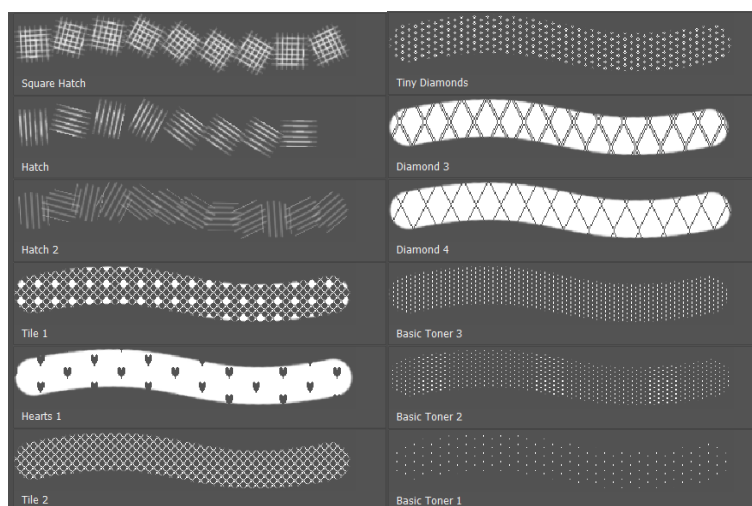 Square Hatch
Tiny Diamonds
Hatch
Diamond 3
Hatch 2
Diamond 4
Tile 1
Basic Toner 3
Hearts 1
Basic Toner 2
Tile 2
Basic Toner 1